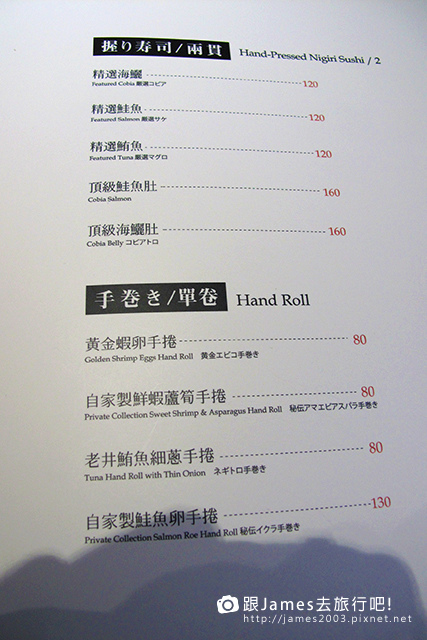 握り寿司/兩貫 Hand-Pressed Nigiri Sushi / 2
精選海鱺 120
Featured Cobia 厳選コビア
精選鮭魚 120
Featured Salmon 厳選サケ
精選鮪魚 120
Featured Tuna 厳選マグロ
頂級鮭魚肚 160
Cobia Salmon
頂級海鱺肚 160
Cobia Belly コビアトロ
手巻き/單卷 Hand Roll
黃金蝦卵手捲 80
Golden Shrimp Eggs Hand Roll 黄金エビコ手巻き
自家製鮮蝦蘆筍手捲 80
Private Collection Sweet Shrimp & Asparagus Hand Roll 秘伝アマエビアスパラ手巻き
老井鮪魚細蔥手捲 80
Tuna Hand Roll with Thin Onion ネギトロ手巻き
自家製鮭魚卵手捲 130
Private Collection Salmon Roe Hand Roll 秘伝イクラ手巻き
跟James去旅行吧!
http://james2003.pixnet.net